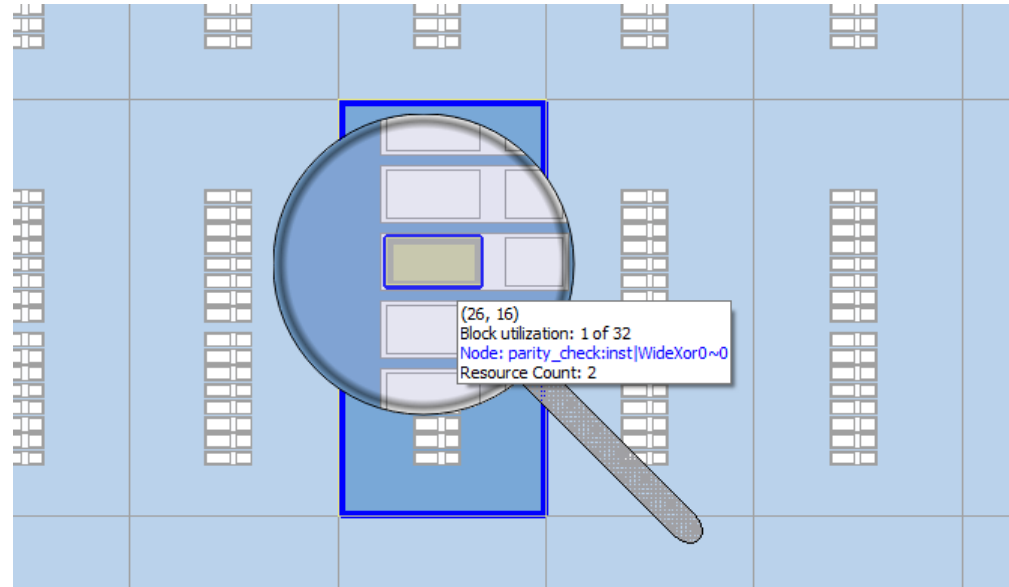 (26, 16)
Block utilization: 1 of 32
Node: parity_check:inst|WideXor0~0
Resource Count: 2